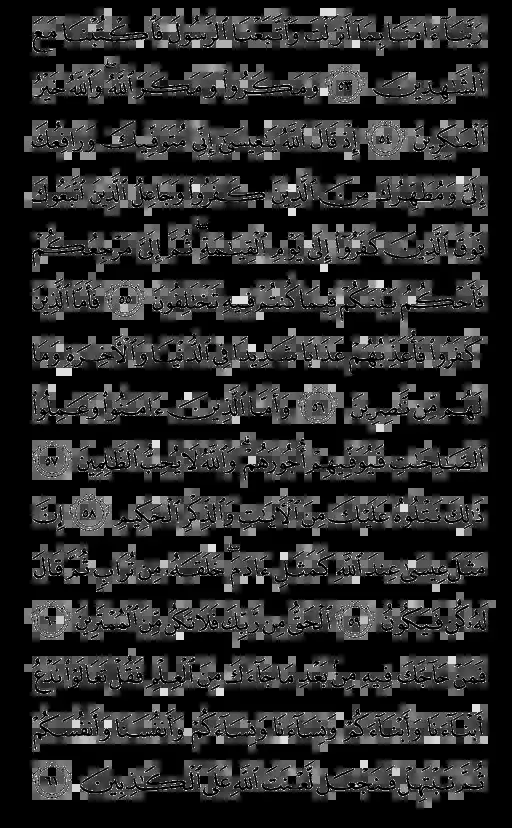 رَبَّنَآ ءَامَنَّا بِمَآ أَنزَلْتَ وَٱتَّبَعْنَا ٱلرَّسُولَ فَٱكْتُبْنَا مَعَ
ٱلشَّٰهِدِينَ ٥٣ وَمَكَرُوا۟ وَمَكَرَ ٱللَّهُ وَٱللَّهُ خَيْرُ
ٱلْمَٰكِرِينَ ٥٤ إِذْ قَالَ ٱللَّهُ يَٰعِيسَىٰٓ إِنِّى مُتَوَفِّيكَ وَرَافِعُكَ
إِلَىَّ وَمُطَهِّرُكَ مِنَ ٱلَّذِينَ كَفَرُوا۟ وَجَاعِلُ ٱلَّذِينَ ٱتَّبَعُوكَ
فَوْقَ ٱلَّذِينَ كَفَرُوٓا۟ إِلَىٰ يَوْمِ ٱلْقِيَٰمَةِ ثُمَّ إِلَىَّ مَرْجِعُكُمْ
فَأَحْكُمُ بَيْنَكُمْ فِيمَا كُنتُمْ فِيهِ تَخْتَلِفُونَ ٥٥ فَأَمَّا ٱلَّذِينَ
كَفَرُوا۟ فَأُعَذِّبُهُمْ عَذَابًا شَدِيدًا فِى ٱلدُّنْيَا وَٱلْءَاخِرَةِ وَمَا
لَهُم مِّن نَّٰصِرِينَ ٥٦ وَأَمَّا ٱلَّذِينَ ءَامَنُوا۟ وَعَمِلُوا۟
ٱلصَّٰلِحَٰتِ فَيُوَفِّيهِمْ أُجُورَهُمْ وَٱللَّهُ لَا يُحِبُّ ٱلظَّٰلِمِينَ ٥٧
ذَٰلِكَ نَتْلُوهُ عَلَيْكَ مِنَ ٱلْءَايَٰتِ وَٱلذِّكْرِ ٱلْحَكِيمِ ٥٨ إِنَّ
مَثَلَ عِيسَىٰ عِندَ ٱللَّهِ كَمَثَلِ ءَادَمَ خَلَقَهُۥ مِن تُرَابٍ ثُمَّ قَالَ
لَهُۥ كُن فَيَكُونُ ٥٩ ٱلْحَقُّ مِن رَّبِّكَ فَلَا تَكُن مِّنَ ٱلْمُمْتَرِينَ ٦٠
فَمَنْ حَآجَّكَ فِيهِ مِنۢ بَعْدِ مَا جَآءَكَ مِنَ ٱلْعِلْمِ فَقُلْ تَعَالَوْا۟ نَدْعُ
أَبْنَآءَنَا وَأَبْنَآءَكُمْ وَنِسَآءَنَا وَنِسَآءَكُمْ وَأَنفُسَنَا وَأَنفُسَكُمْ
ثُمَّ نَبْتَهِلْ فَنَجْعَل لَّعْنَتَ ٱللَّهِ عَلَى ٱلْكَٰذِبِينَ ٦١